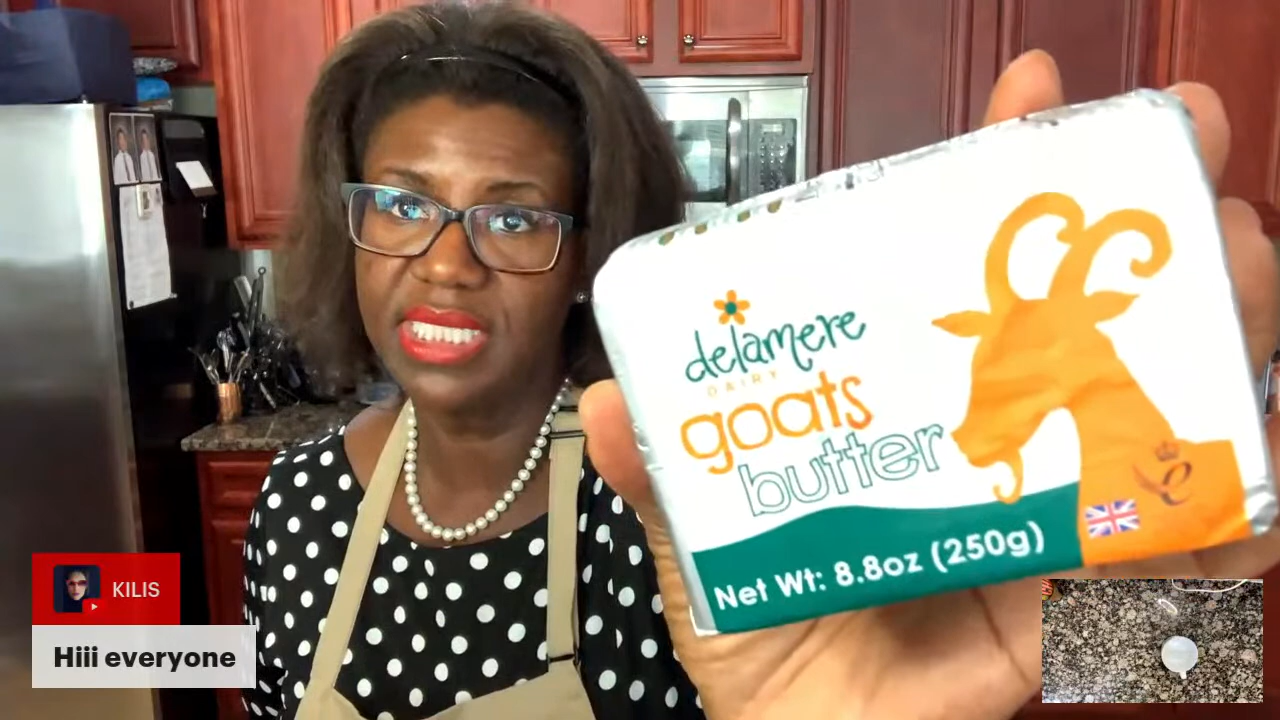 delamere
DAIRY
goats
butter
Net Wt: 8.8oz (250g)
KILIS
Hiii everyone